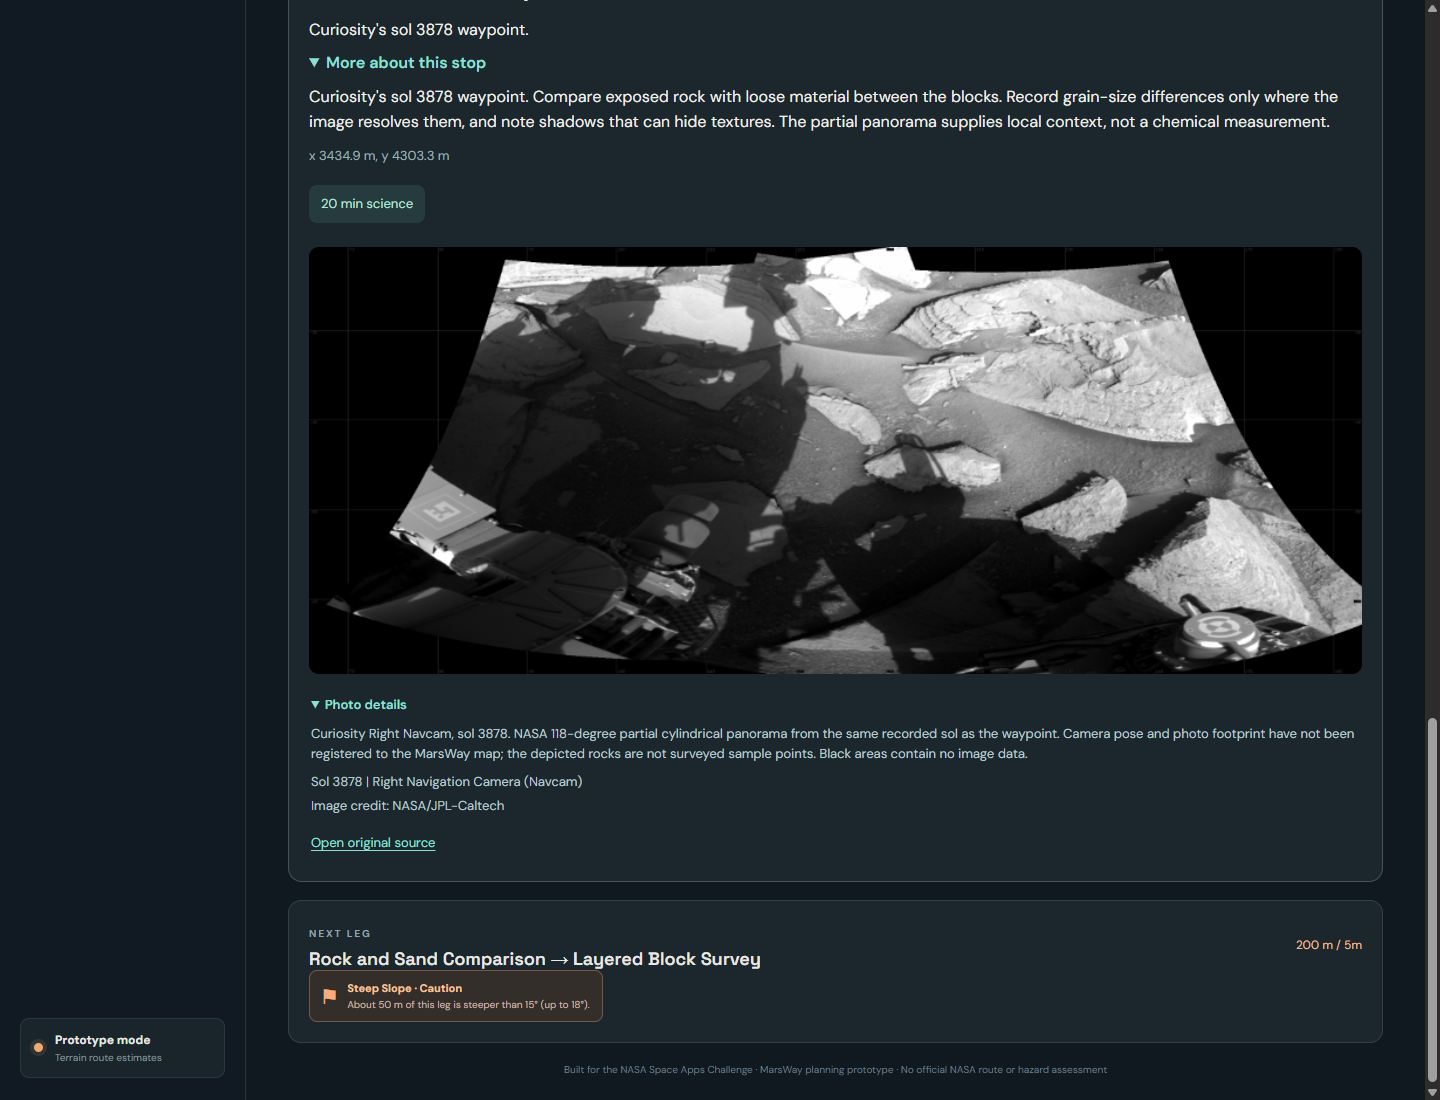 Curiosity's sol 3878 waypoint.
▼ More about this stop
Curiosity's sol 3878 waypoint. Compare exposed rock with loose material between the blocks. Record grain-size differences only where the
image resolves them, and note shadows that can hide textures. The partial panorama supplies local context, not a chemical measurement.
x 3434.9 m, y 4303.3 m
20 min science
▼ Photo details
Curiosity Right Navcam, sol 3878. NASA 118-degree partial cylindrical panorama from the same recorded sol as the waypoint. Camera pose and photo footprint have not been
registered to the MarsWay map; the depicted rocks are not surveyed sample points. Black areas contain no image data.
Sol 3878 | Right Navigation Camera (Navcam)
Image credit: NASA/JPL-Caltech
Open original source
NEXT LEG
Rock and Sand Comparison → Layered Block Survey
200 m / 5m
Steep Slope · Caution
About 50 m of this leg is steeper than 15° (up to 18°).
Prototype mode
Terrain route estimates
Built for the NASA Space Apps Challenge · MarsWay planning prototype · No official NASA route or hazard assessment